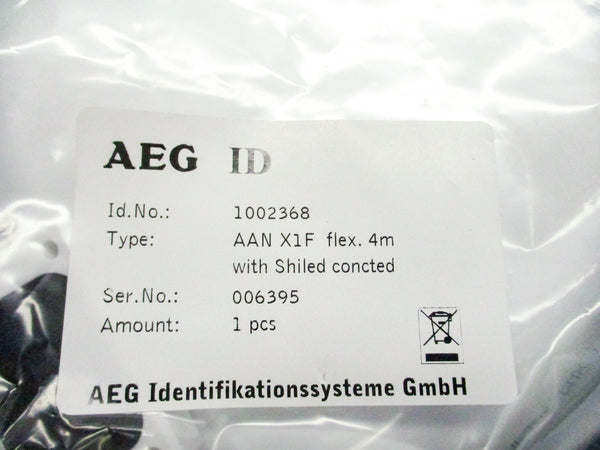 AEG ID
Id.No.: 1002368
Type: AAN X1F flex. 4m
with Shiled concted
Ser.No.: 006395
Amount: 1 pcs
AEG Identifikationssysteme GmbH